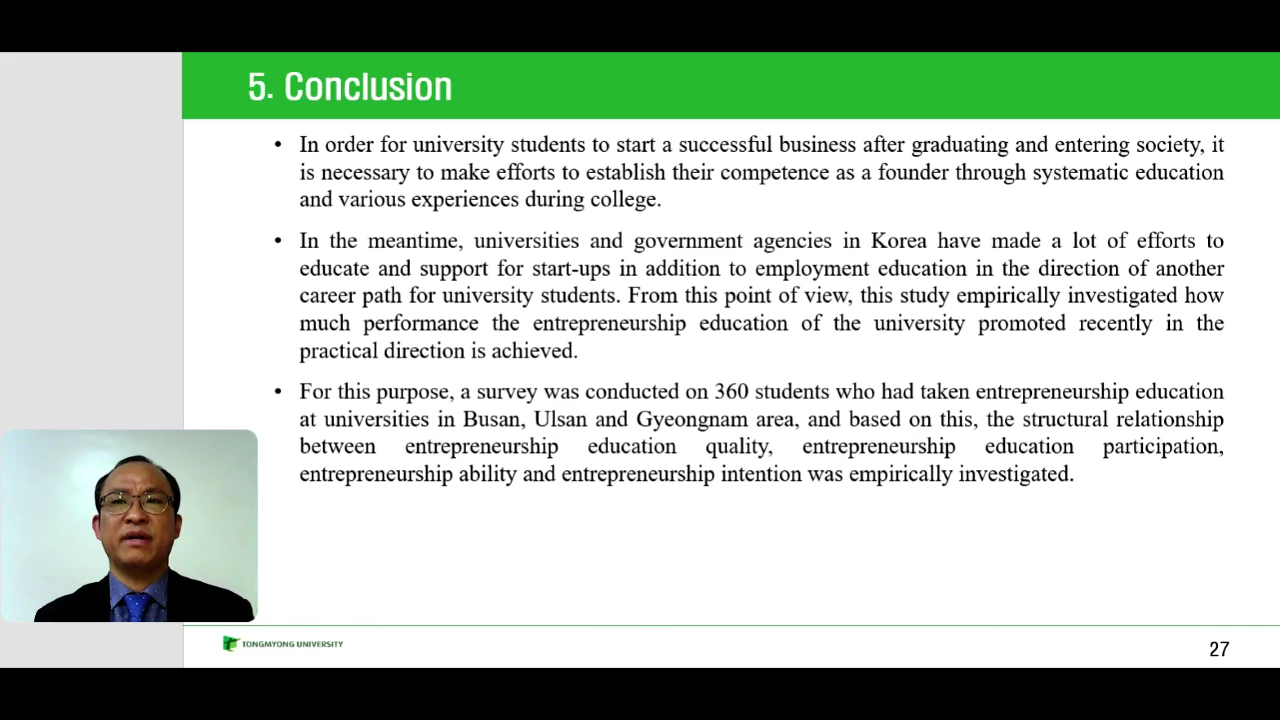 5. Conclusion
• In order for university students to start a successful business after graduating and entering society, it
is necessary to make efforts to establish their competence as a founder through systematic education
and various experiences during college.
• In the meantime, universities and government agencies in Korea have made a lot of efforts to
educate and support for start-ups in addition to employment education in the direction of another
career path for university students. From this point of view, this study empirically investigated how
much performance the entrepreneurship education of the university promoted recently in the
practical direction is achieved.
• For this purpose, a survey was conducted on 360 students who had taken entrepreneurship education
at universities in Busan, Ulsan and Gyeongnam area, and based on this, the structural relationship
between entrepreneurship education quality, entrepreneurship education participation,
entrepreneurship ability and entrepreneurship intention was empirically investigated.
TONGMYONG UNIVERSITY
27